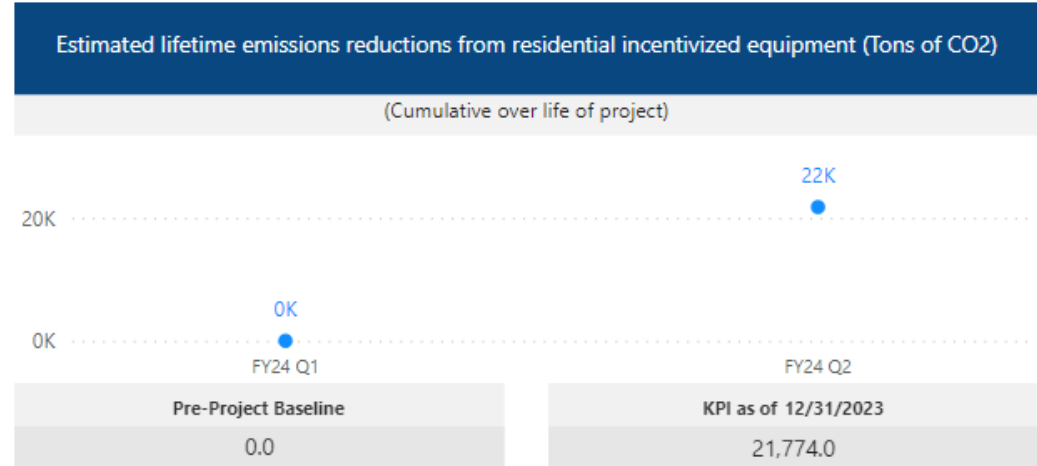 Estimated lifetime emissions reductions from residential incentivized equipment (Tons of CO2)
(Cumulative over life of project)
22K
20K
0K
0K
FY24 Q1 FY24 Q2
Pre-Project Baseline KPI as of 12/31/2023
0.0 21,774.0